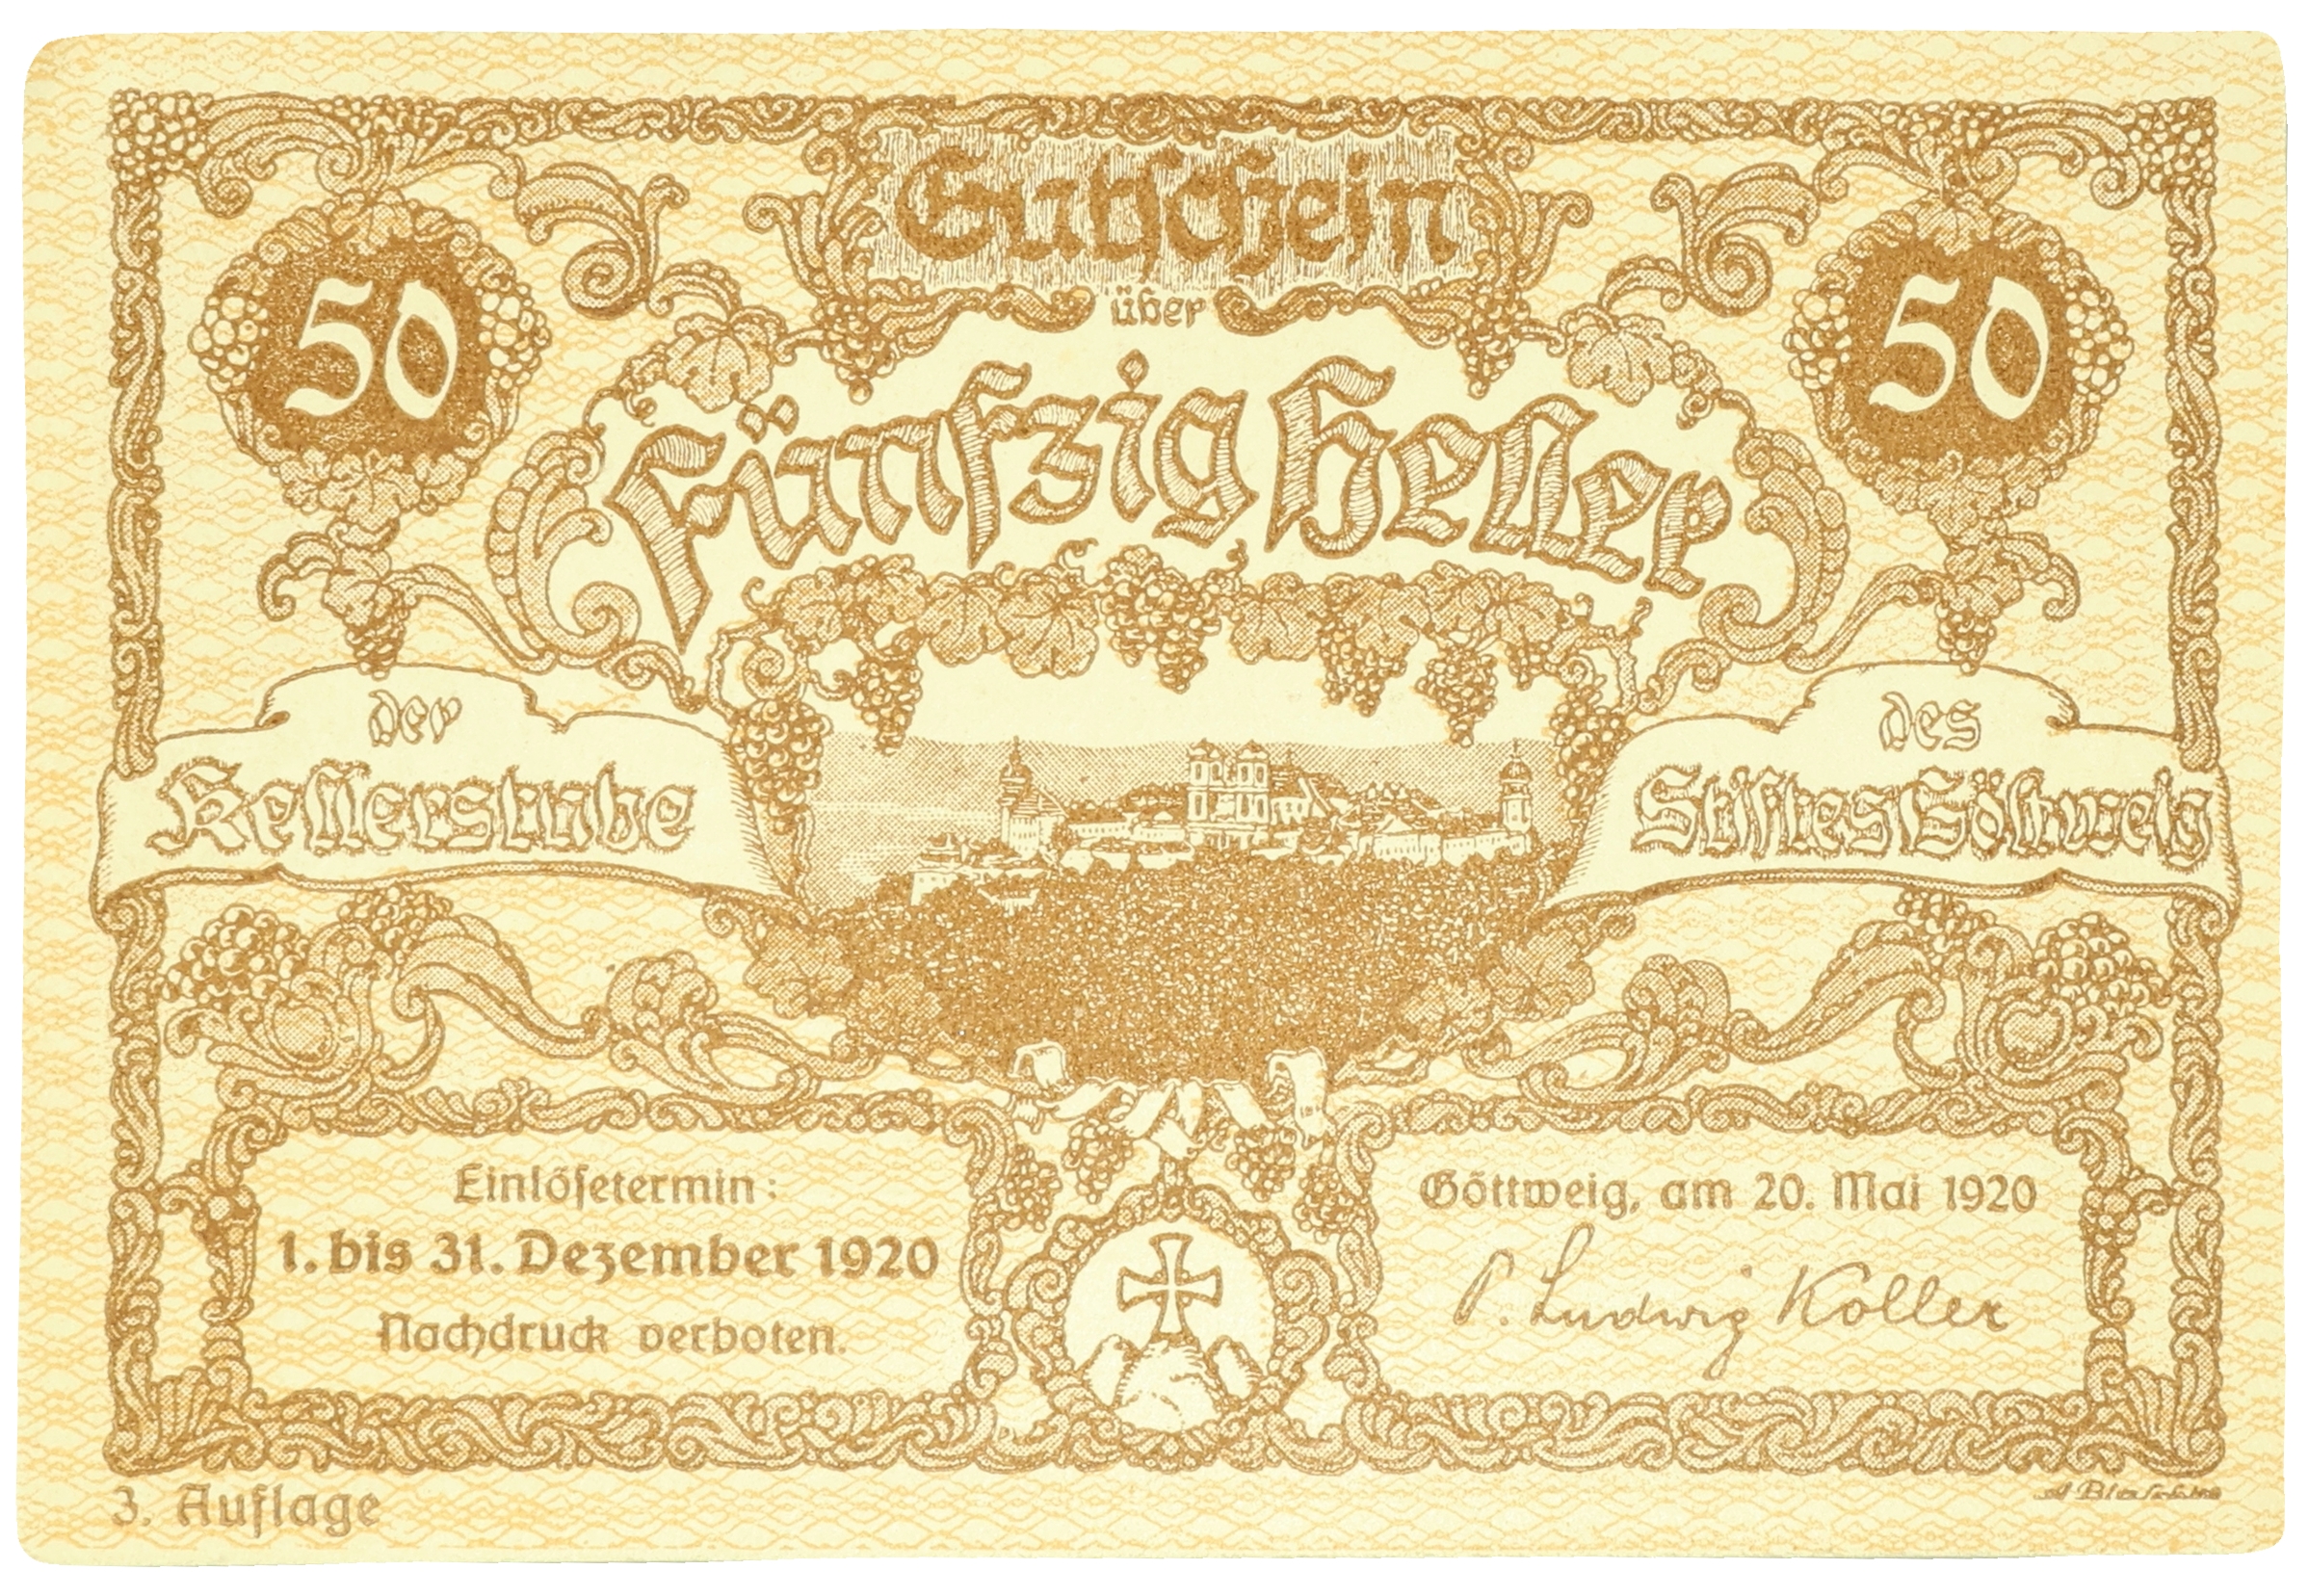 Gutschein
über
50
50
Fünfzig Heller
der
Kellerstube
des
Stiftes Göttweig
Einlösetermin:
1. bis 31. Dezember 1920
Nachdruck verboten.
Göttweig, am 20. Mai 1920
P. Ludwig Koller
3. Auflage